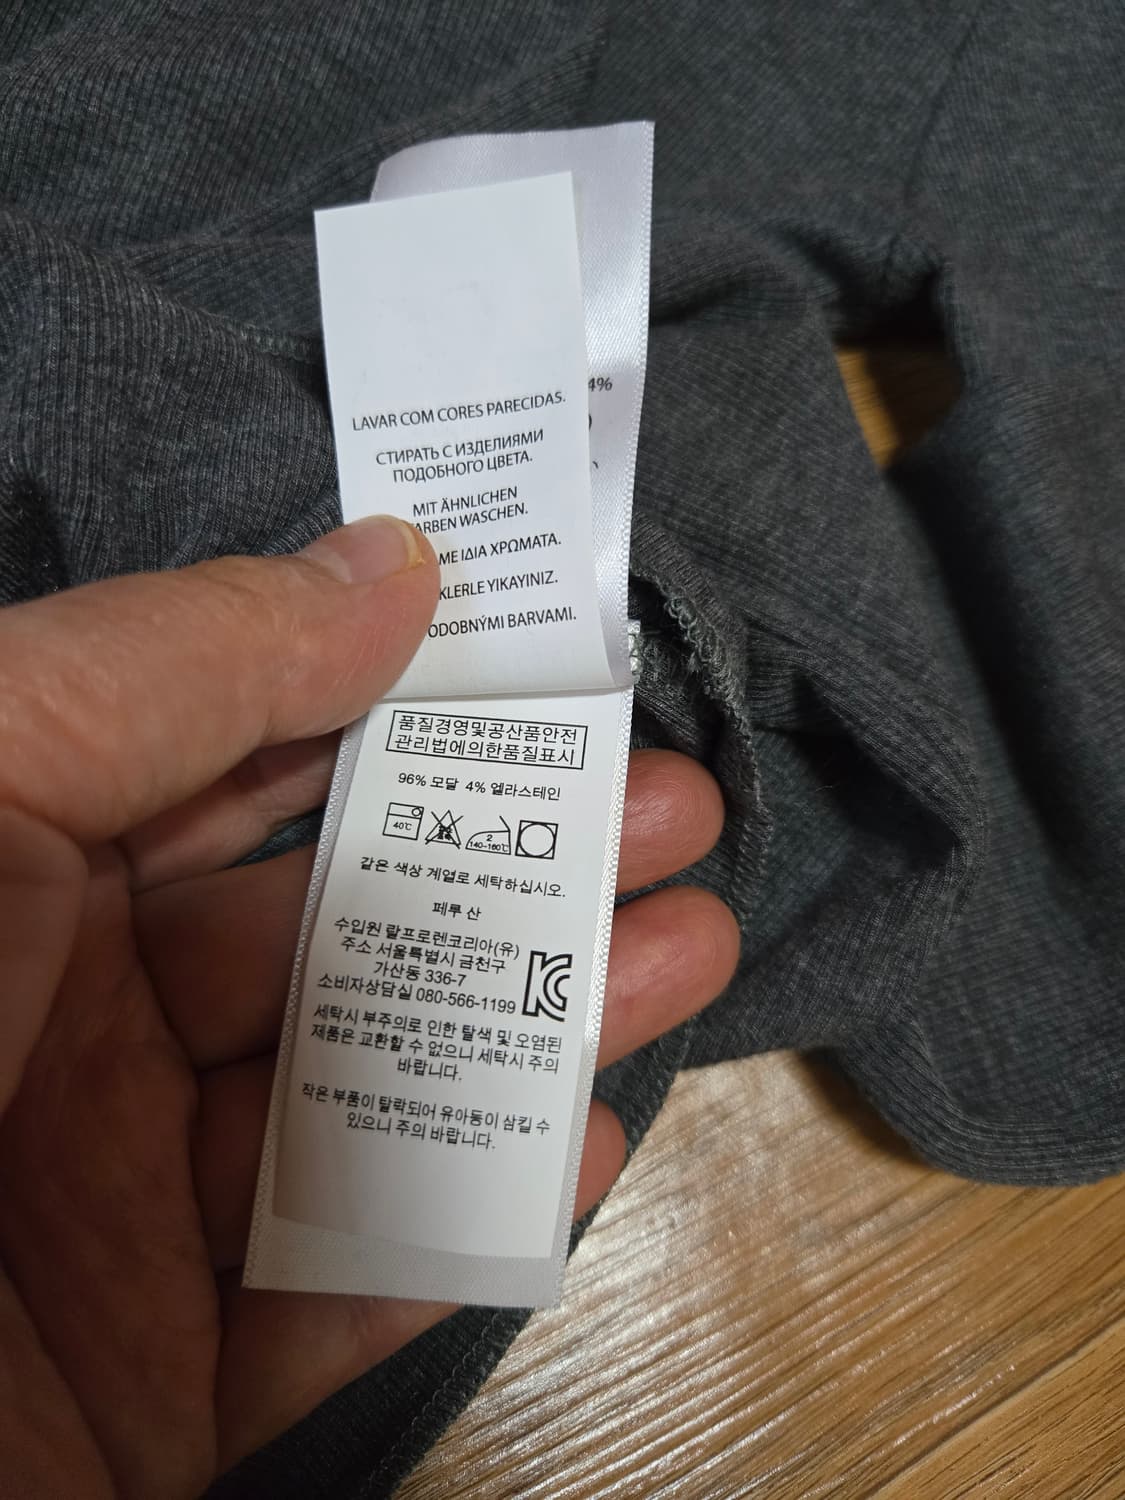 LAVAR COM CORES PARECIDAS.
СТИРАТЬ С ИЗДЕЛИЯМИ
ПОДОБНОГО ЦВЕТА.
MIT ÄHNLICHEN
ARBEN WASCHEN.
ΜΕ ΙΔΙΑ ΧΡΩΜΑΤΑ.
KLERLE YIKAYINIZ.
ODOBNÝMI BARVAMI.
4%
품질경영및공산품안전
관리법에의한품질표시
96% 모달 4% 엘라스테인
40℃
2
140-160℃
같은 색상 계열로 세탁하십시오.
페루 산
수입원 랄프로렌코리아(유)
주소 서울특별시 금천구
가산동 336-7
소비자상담실 080-566-1199
세탁시 부주의로 인한 탈색 및 오염된
제품은 교환할 수 없으니 세탁시 주의
바랍니다.
작은 부품이 탈락되어 유아동이 삼킬 수
있으니 주의 바랍니다.